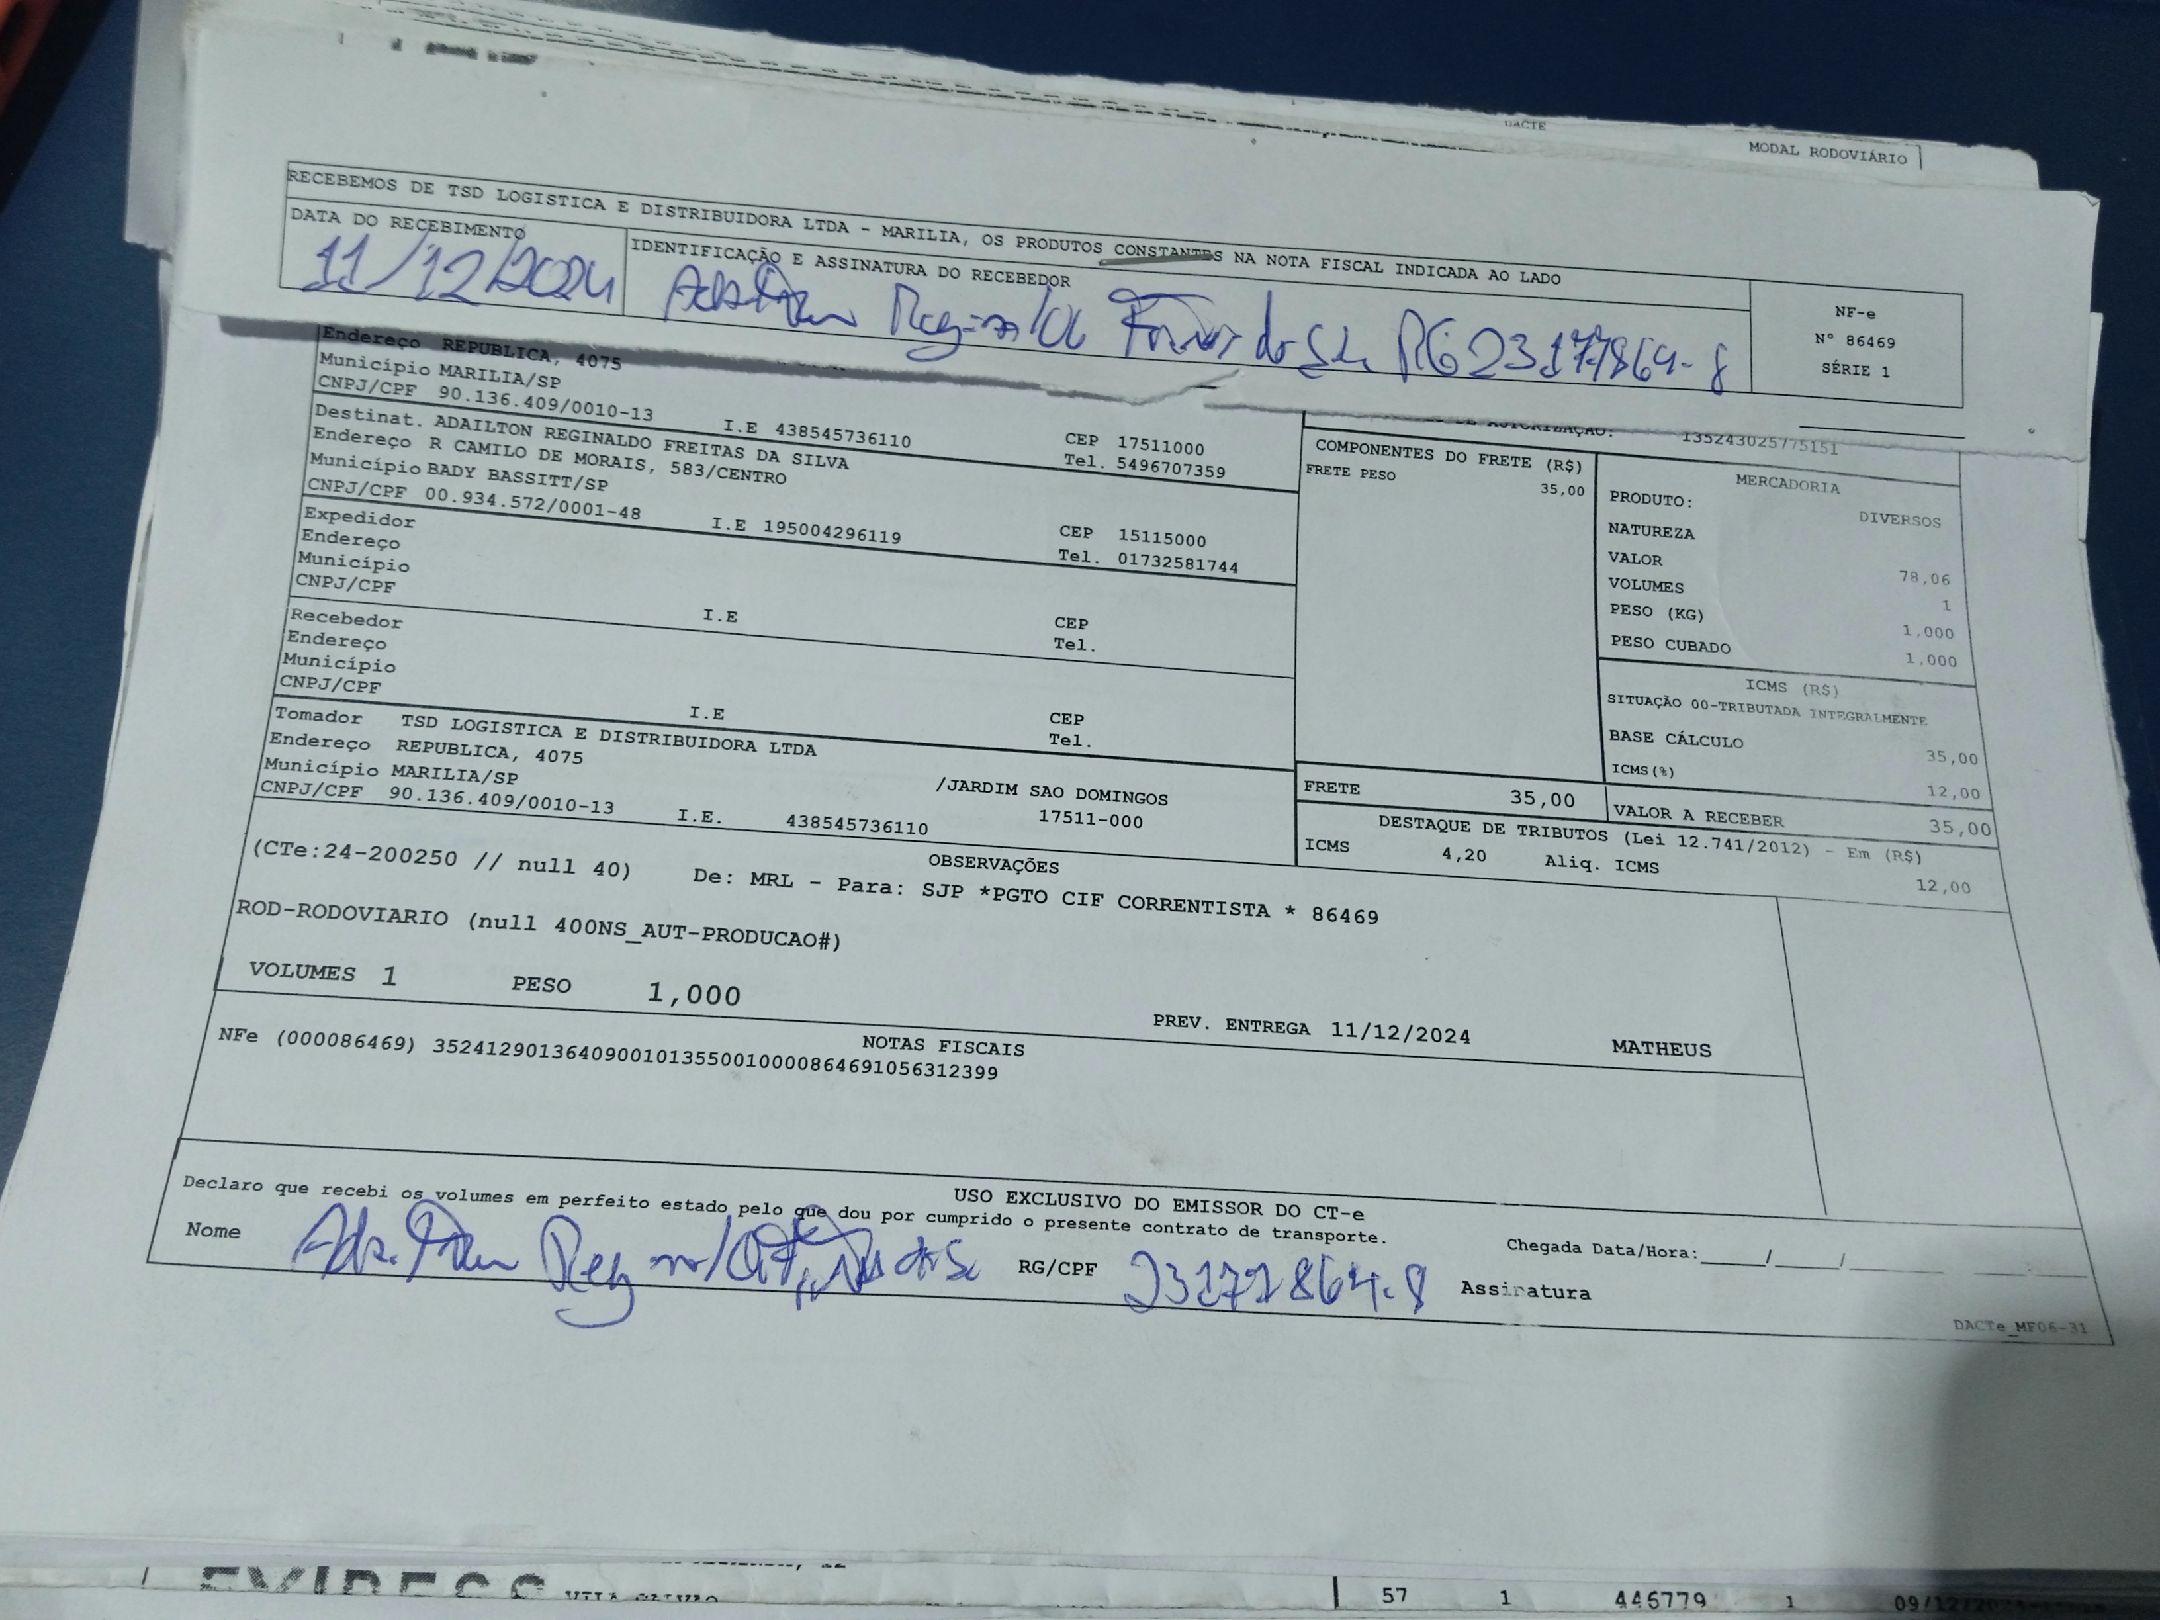 DACTE
MODAL RODOVIÁRIO
RECEBEMOS DE TSD LOGISTICA E DISTRIBUIDORA LTDA - MARILIA, OS PRODUTOS CONSTANTES NA NOTA FISCAL INDICADA AO LADO
DATA DO RECEBIMENTO
11/12/2024
IDENTIFICAÇÃO E ASSINATURA DO RECEBEDOR
RG 23177864-8
NF-e
N° 86469
SÉRIE 1
Endereço REPUBLICA, 4075
Município MARILIA/SP
CNPJ/CPF 90.136.409/0010-13 I.E 438545736110
CEP 17511000
Tel. 5496707359
Destinat. ADAILTON REGINALDO FREITAS DA SILVA
Endereço R CAMILO DE MORAIS, 583/CENTRO
Município BADY BASSITT/SP
CNPJ/CPF 00.934.572/0001-48 I.E 195004296119
CEP 15115000
Tel. 01732581744
Expedidor
Endereço
Município
CNPJ/CPF I.E
CEP
Tel.
Recebedor
Endereço
Município
CNPJ/CPF I.E
CEP
Tel.
Tomador TSD LOGISTICA E DISTRIBUIDORA LTDA
Endereço REPUBLICA, 4075 /JARDIM SAO DOMINGOS
Município MARILIA/SP 17511-000
CNPJ/CPF 90.136.409/0010-13 I.E. 438545736110
135243025775151
COMPONENTES DO FRETE (R$)
FRETE PESO 35,00
MERCADORIA
PRODUTO: DIVERSOS
NATUREZA
VALOR 78,06
VOLUMES 1
PESO (KG) 1,000
PESO CUBADO 1,000
ICMS (R$)
SITUAÇÃO 00-TRIBUTADA INTEGRALMENTE
BASE CÁLCULO 35,00
ICMS(%) 12,00
FRETE 35,00
VALOR A RECEBER 35,00
DESTAQUE DE TRIBUTOS (Lei 12.741/2012) - Em (R$)
ICMS 4,20 Aliq. ICMS 12,00
OBSERVAÇÕES
(CTe:24-200250 // null 40) De: MRL - Para: SJP *PGTO CIF CORRENTISTA * 86469
ROD-RODOVIARIO (null 400NS_AUT-PRODUCAO#)
VOLUMES 1 PESO 1,000 PREV. ENTREGA 11/12/2024 MATHEUS
NOTAS FISCAIS
NFe (000086469) 35241290136409001013550010000864691056312399
USO EXCLUSIVO DO EMISSOR DO CT-e
Declaro que recebi os volumes em perfeito estado pelo que dou por cumprido o presente contrato de transporte.
Chegada Data/Hora:____/____/____
Nome
RG/CPF
Assinatura
DACTe_MF06-31
57 1 446779 1